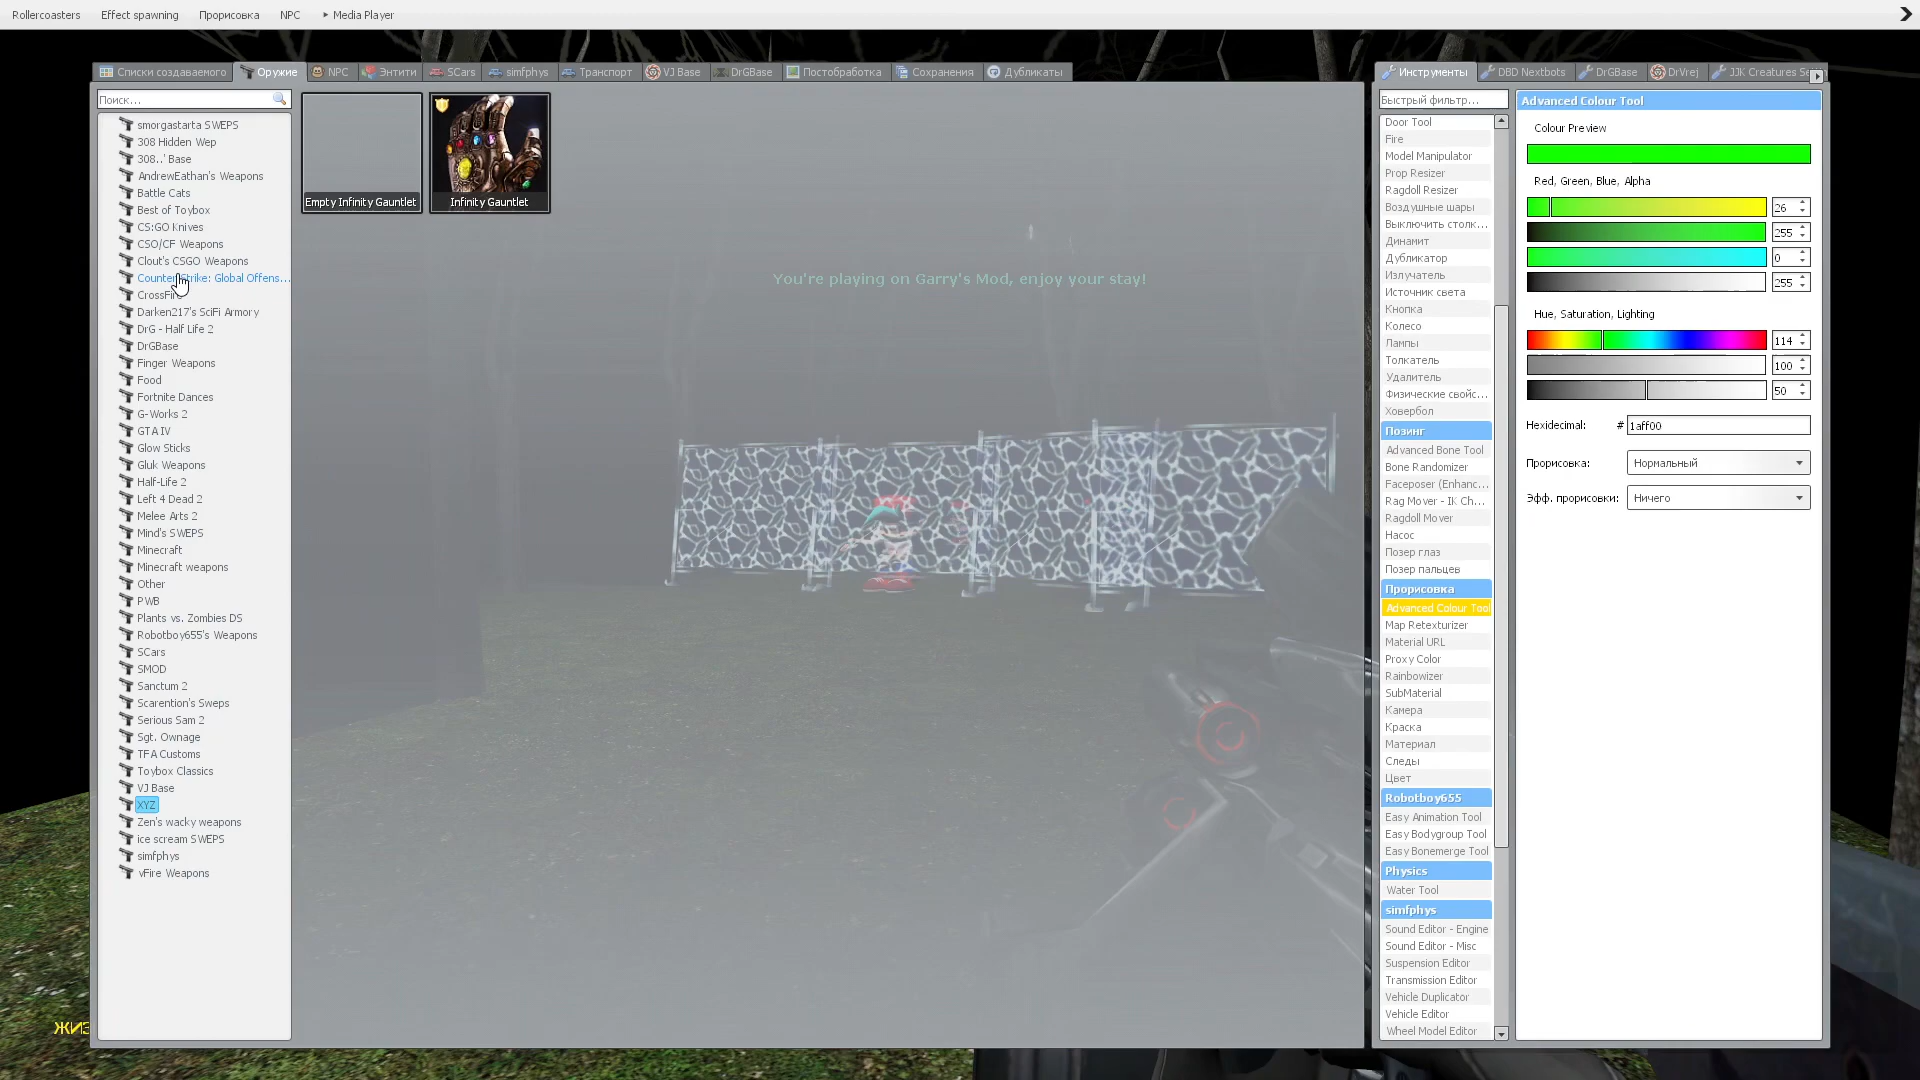 Rollercoasters
Effect spawning
Прорисовка
NPC
Media Player
Списки создаваемого
Оружие
NPC
Энтити
SCars
simfphys
Транспорт
VJ Base
DrGBase
Постобработка
Сохранения
Дубликаты
Поиск...
smorgastarta SWEPS
308 Hidden Wep
308..' Base
AndrewEathan's Weapons
Battle Cats
Best of Toybox
CS:GO Knives
CSO/CF Weapons
Clout's CSGO Weapons
Counter Strike: Global Offens...
CrossFire
Darken217's SciFi Armory
DrG - Half Life 2
DrGBase
Finger Weapons
Food
Fortnite Dances
G-Works 2
GTA IV
Glow Sticks
Gluk Weapons
Half-Life 2
Left 4 Dead 2
Melee Arts 2
Mind's SWEPS
Minecraft
Minecraft weapons
Other
PWB
Plants vs. Zombies DS
Robotboy655's Weapons
SCars
SMOD
Sanctum 2
Scarention's Sweps
Serious Sam 2
Sgt. Ownage
TFA Customs
Toybox Classics
VJ Base
XYZ
Zen's wacky weapons
ice scream SWEPS
simfphys
vFire Weapons
Empty Infinity Gauntlet
Infinity Gauntlet
You're playing on Garry's Mod, enjoy your stay!
ЖИЗ
Инструменты
DBD Nextbots
DrGBase
DrVrej
JJK Creatures
Быстрый фильтр...
Door Tool
Fire
Model Manipulator
Prop Resizer
Ragdoll Resizer
Воздушные шары
Выключить столк...
Динамит
Дубликатор
Излучатель
Источник света
Кнопка
Колесо
Лампы
Толкатель
Удалитель
Физические свойс...
Ховербол
Позинг
Advanced Bone Tool
Bone Randomizer
Faceposer (Enhanc...
Rag Mover - IK Ch...
Ragdoll Mover
Насос
Позер глаз
Позер пальцев
Прорисовка
Advanced Colour Tool
Map Retexturizer
Material URL
Proxy Color
Rainbowizer
SubMaterial
Камера
Краска
Материал
Следы
Цвет
Robotboy655
Easy Animation Tool
Easy Bodygroup Tool
Easy Bonemerge Tool
Physics
Water Tool
simfphys
Sound Editor - Engine
Sound Editor - Misc
Suspension Editor
Transmission Editor
Vehicle Duplicator
Vehicle Editor
Wheel Model Editor
Advanced Colour Tool
Colour Preview
Red, Green, Blue, Alpha
26
255
0
255
Hue, Saturation, Lighting
114
100
50
Hexidecimal: # 1aff00
Прорисовка: Нормальный
Эфф. прорисовки: Ничего